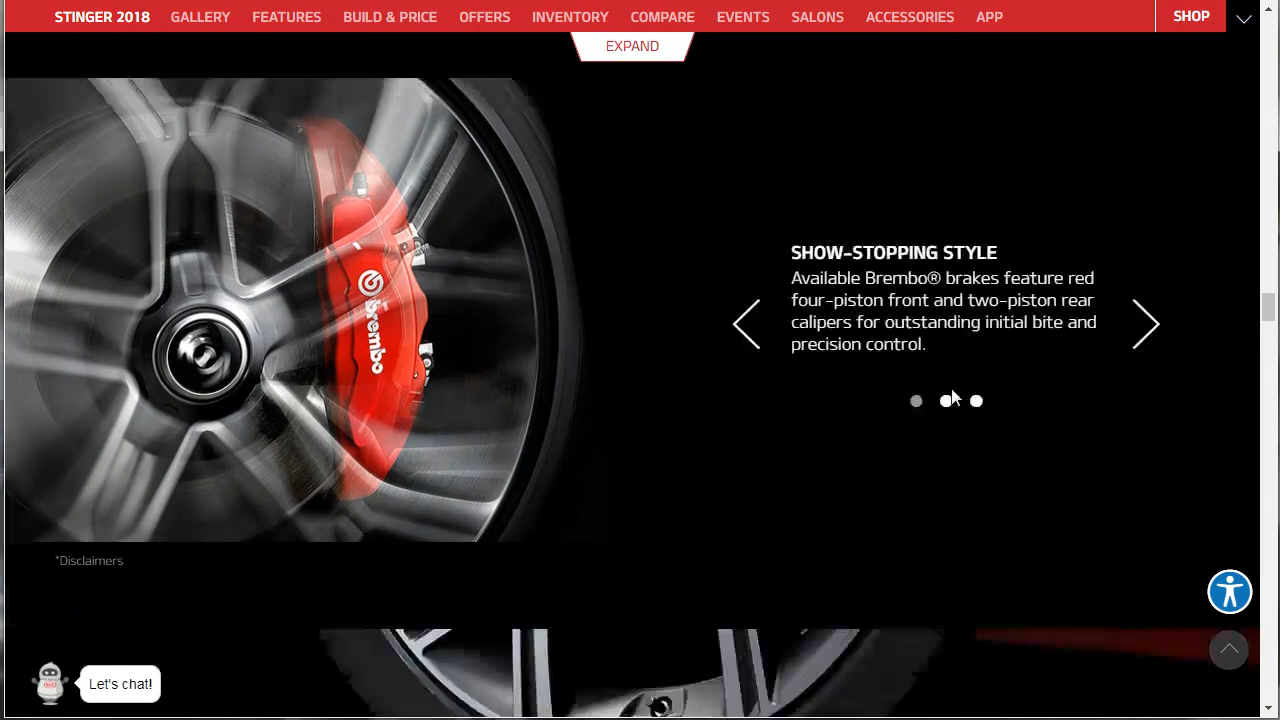 STINGER 2018 GALLERY FEATURES BUILD & PRICE OFFERS INVENTORY COMPARE EVENTS SALONS ACCESSORIES APP SHOP
EXPAND
brembo
SHOW-STOPPING STYLE
Available Brembo® brakes feature red
four-piston front and two-piston rear
calipers for outstanding initial bite and
precision control.
*Disclaimers
Let's chat!